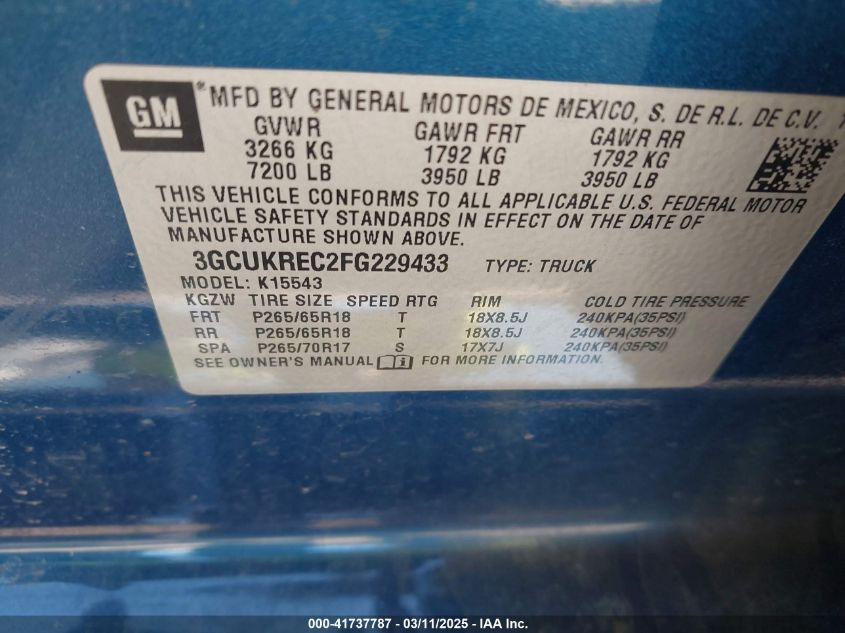 GM
*MFD BY GENERAL MOTORS DE MEXICO, S. DE R.L. DE C.V.
GVWR GAWR FRT GAWR RR
3266 KG 1792 KG 1792 KG
7200 LB 3950 LB 3950 LB
THIS VEHICLE CONFORMS TO ALL APPLICABLE U.S. FEDERAL MOTOR
VEHICLE SAFETY STANDARDS IN EFFECT ON THE DATE OF
MANUFACTURE SHOWN ABOVE.
3GCUKREC2FG229433 TYPE: TRUCK
MODEL: K15543
KGZW TIRE SIZE SPEED RTG RIM COLD TIRE PRESSURE
FRT P265/65R18 T 18X8.5J 240KPA(35PSI)
RR P265/65R18 T 18X8.5J 240KPA(35PSI)
SPA P265/70R17 S 17X7J 240KPA(35PSI)
SEE OWNER'S MANUAL FOR MORE INFORMATION.
000-41737787 - 03/11/2025 - IAA Inc.